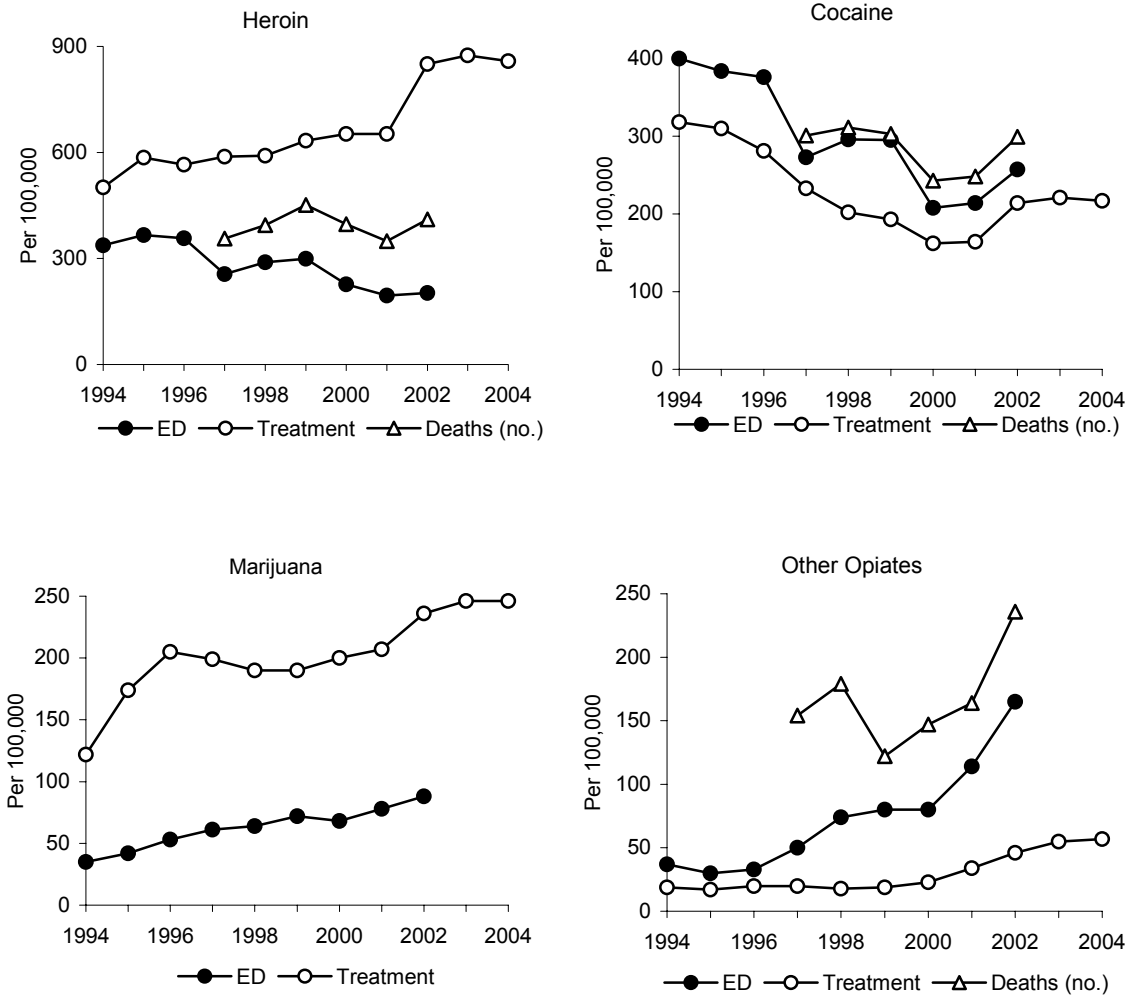 Heroin
900
600
300
0
Per 100,000
1994 1996 1998 2000 2002 2004
ED Treatment Deaths (no.)
Cocaine
400
300
200
100
0
Per 100,000
1994 1996 1998 2000 2002 2004
ED Treatment Deaths (no.)
Marijuana
250
200
150
100
50
0
Per 100,000
1994 1996 1998 2000 2002 2004
ED Treatment
Other Opiates
250
200
150
100
50
0
Per 100,000
1994 1996 1998 2000 2002 2004
ED Treatment Deaths (no.)